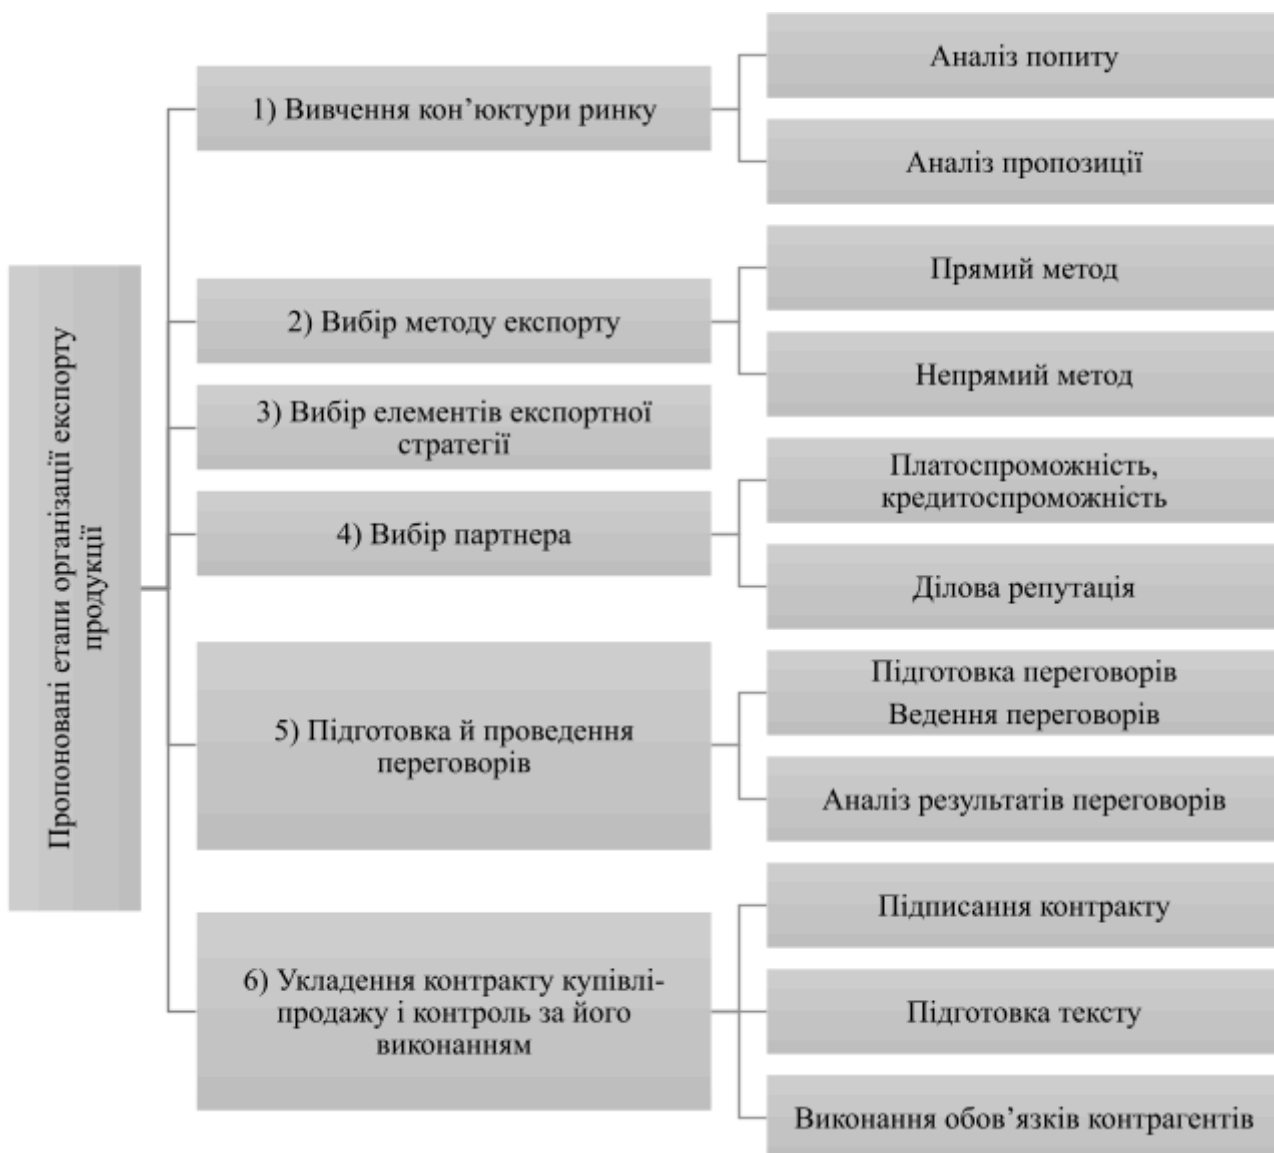 Пропоновані етапи організації експорту
продукції
1) Вивчення кон’юктури ринку
Аналіз попиту
Аналіз пропозиції
2) Вибір методу експорту
Прямий метод
Непрямий метод
3) Вибір елементів експортної
стратегії
4) Вибір партнера
Платоспроможність,
кредитоспроможність
Ділова репутація
5) Підготовка й проведення
переговорів
Підготовка переговорів
Ведення переговорів
Аналіз результатів переговорів
6) Укладення контракту купівлі-
продажу і контроль за його
виконанням
Підписання контракту
Підготовка тексту
Виконання обов’язків контрагентів